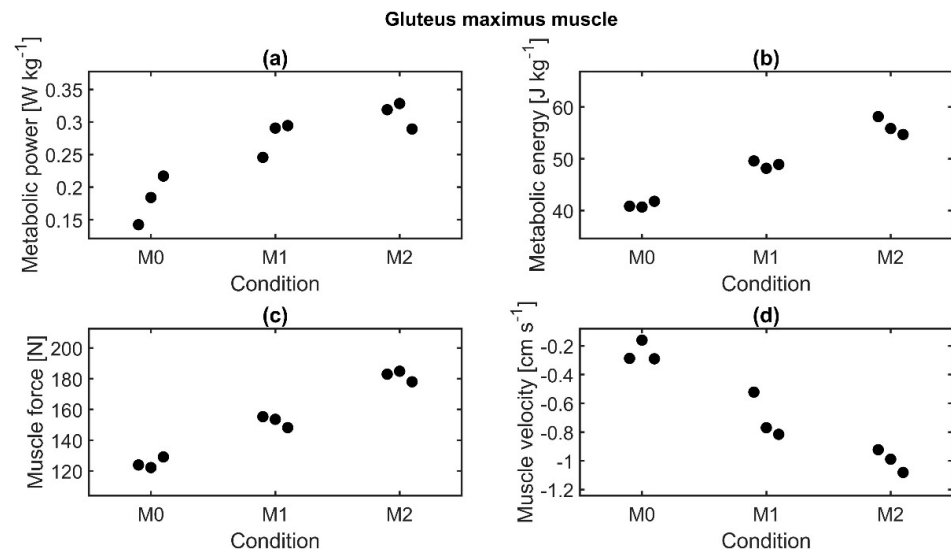 Gluteus maximus muscle
(a)
Metabolic power [W kg⁻¹]
0.35
0.3
0.25
0.2
0.15
M0 M1 M2
Condition
(b)
Metabolic energy [J kg⁻¹]
60
50
40
M0 M1 M2
Condition
(c)
Muscle force [N]
200
180
160
140
120
M0 M1 M2
Condition
(d)
Muscle velocity [cm s⁻¹]
-0.2
-0.4
-0.6
-0.8
-1
-1.2
M0 M1 M2
Condition